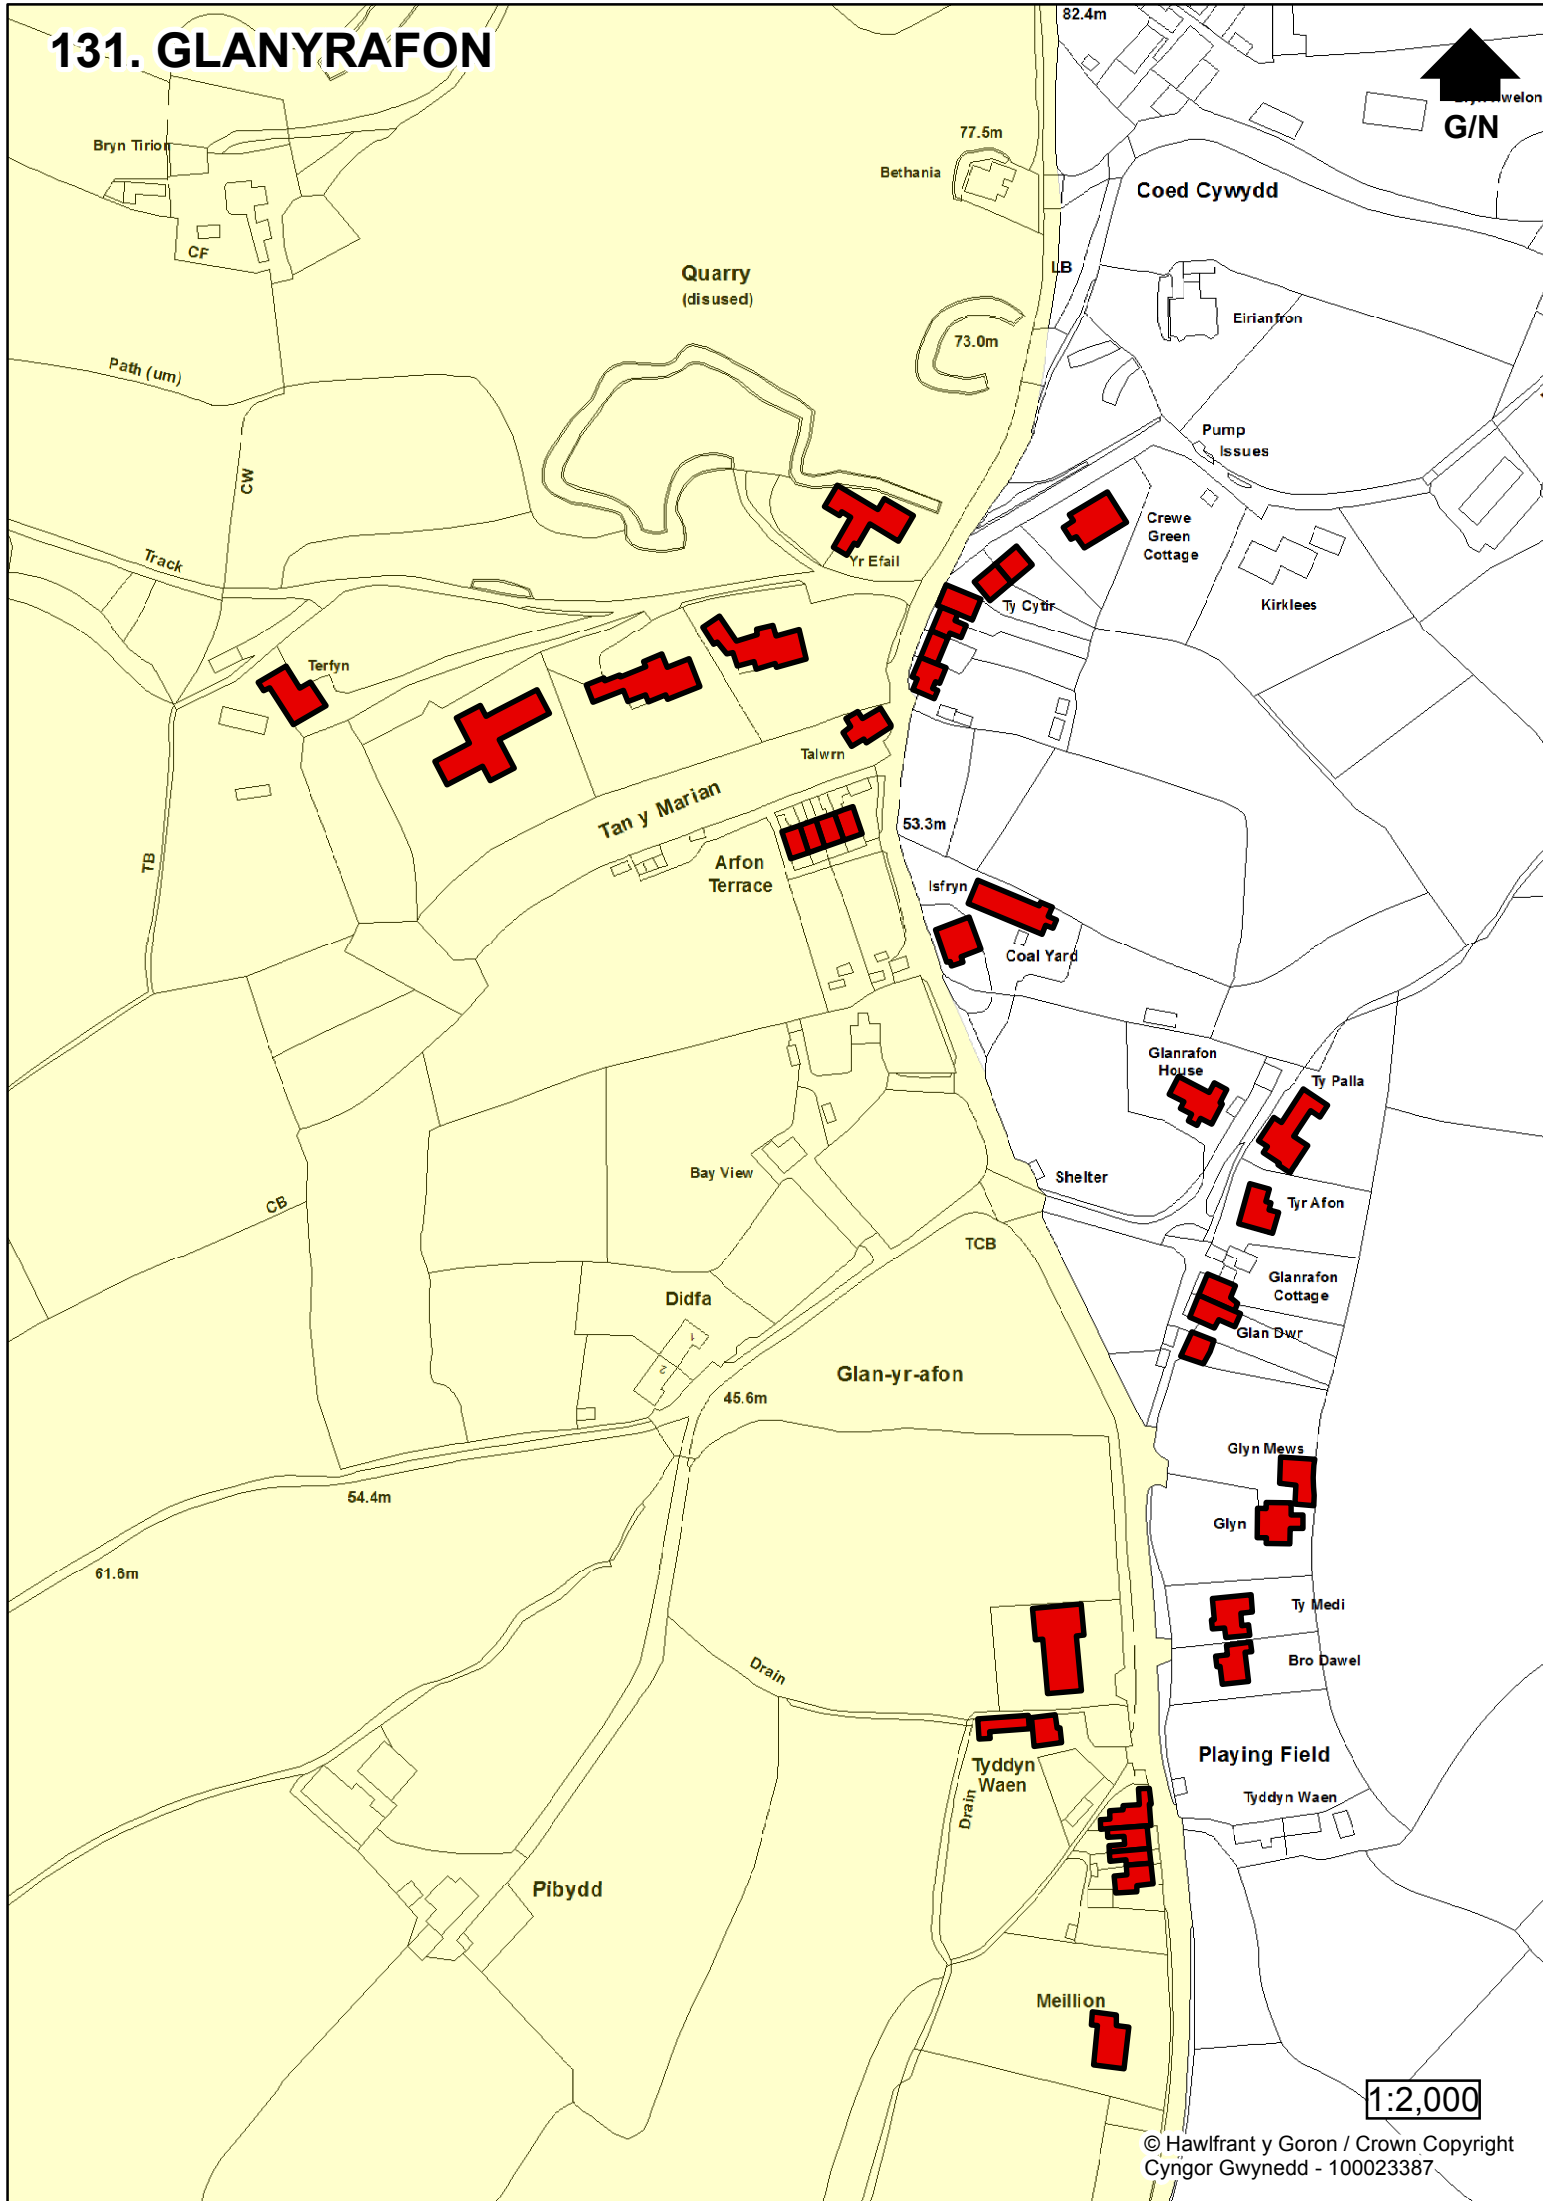 82.4m
131. GLANYRAFON
G/N
Bryn Tirion
77.5m
Bethania
Coed Cywydd
CF
LB
Quarry
(disused)
Eirianfron
73.0m
Path (um)
Pump
Issues
CW
Crewe
Green
Cottage
Track
Yr Efail
Ty Cytir
Kirklees
Terfyn
Talwrn
Tan y Marian
53.3m
TB
Arfon
Terrace
Isfryn
Coal Yard
Glanrafon
House
Ty Palla
Bay View
Shelter
CB
Tyr Afon
TCB
Glanrafon
Cottage
Didfa
1
2
Glan Dwr
Glan-yr-afon
45.6m
Glyn Mews
54.4m
Glyn
61.6m
Ty Medi
Bro Dawel
Drain
Playing Field
Tyddyn
Waen
Tyddyn Waen
Drain
Pibydd
Meillion
1:2,000
© Hawlfrant y Goron / Crown Copyright
Cyngor Gwynedd - 100023387